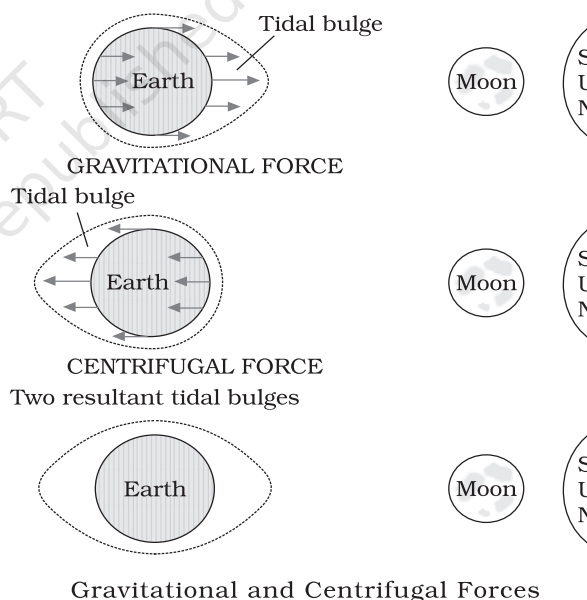 Tidal bulge
Earth
Moon
S
U
N
GRAVITATIONAL FORCE
Tidal bulge
Earth
Moon
S
U
N
CENTRIFUGAL FORCE
Two resultant tidal bulges
Earth
Moon
S
U
N
Gravitational and Centrifugal Forces